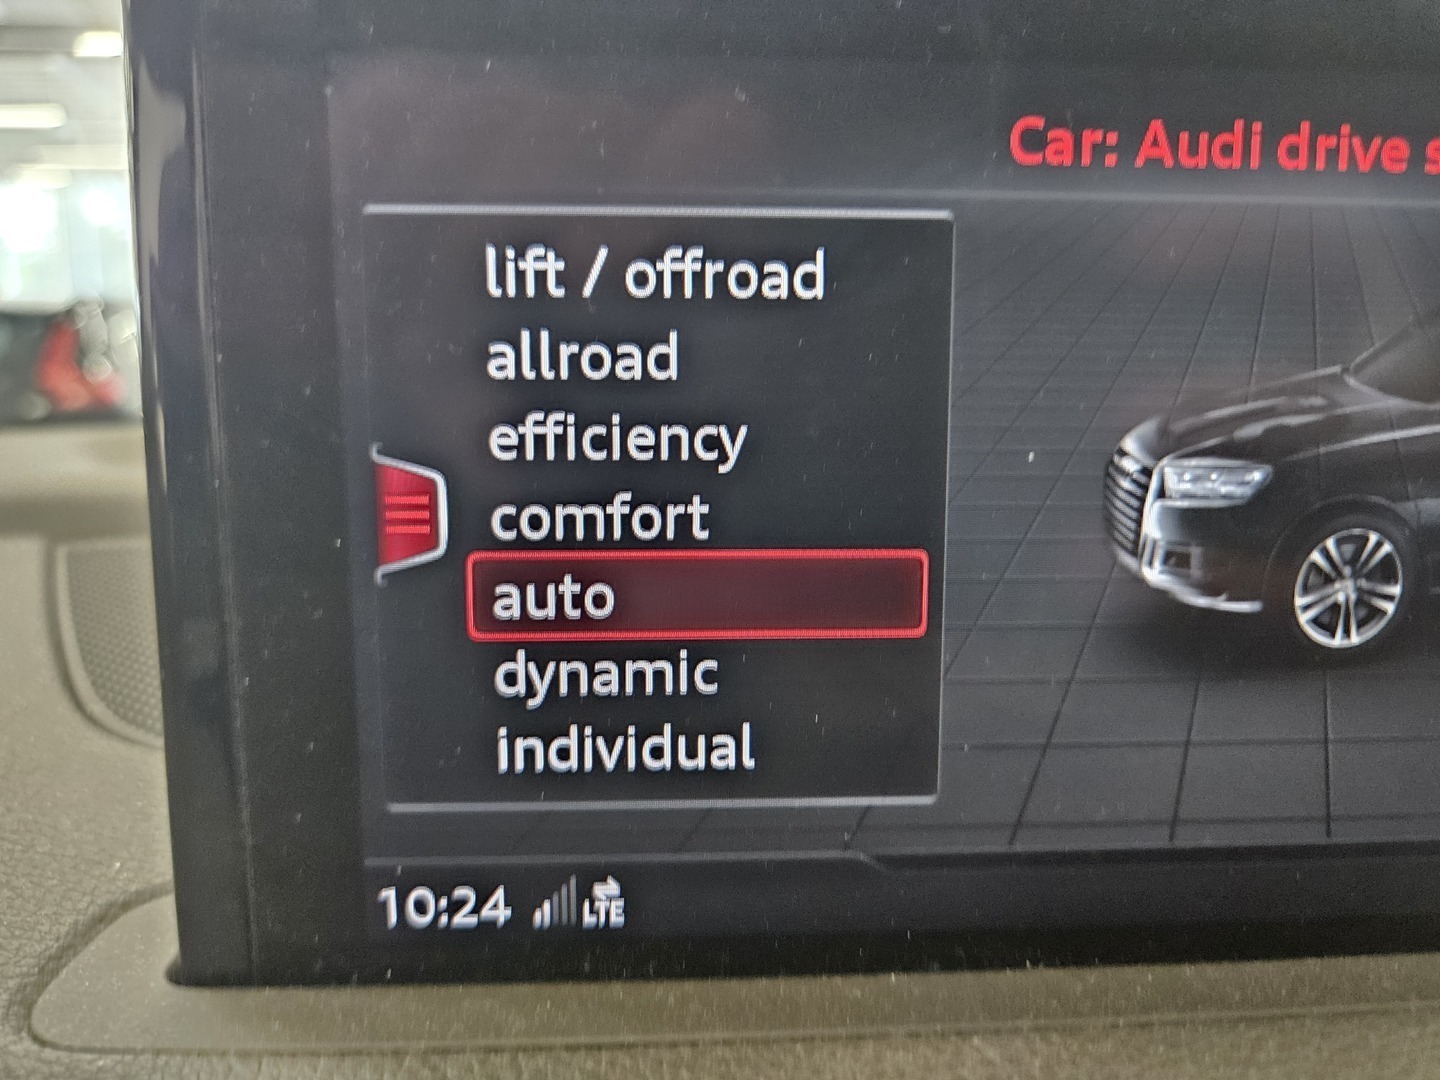 Car: Audi drive
lift / offroad
allroad
efficiency
comfort
auto
dynamic
individual
10:24 LTE